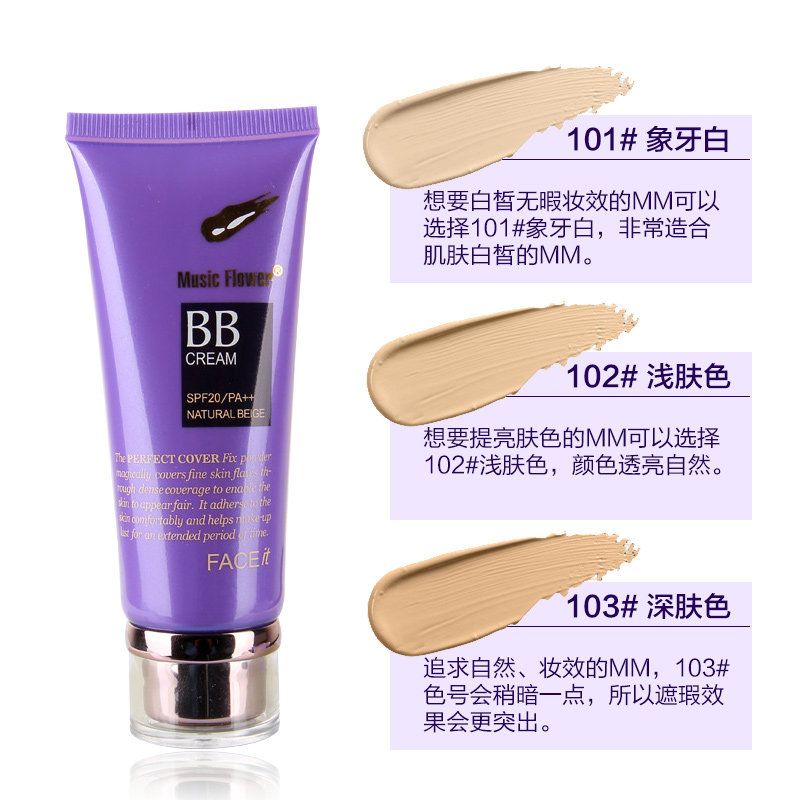 Music Flower®
BB
CREAM
SPF20/PA++
NATURAL BEIGE
The PERFECT COVER Fix powder
magically covers fine skin flaws th-
rough dense coverage to enable the
skin to appear fair. It adheres to the
skin comfortably and helps make-up
last for an extended period of time.
FACE it
101# 象牙白
想要白皙无暇妆效的MM可以
选择101#象牙白，非常造合
肌肤白皙的MM。
102# 浅肤色
想要提亮肤色的MM可以选择
102#浅肤色，颜色透亮自然。
103# 深肤色
追求自然、妆效的MM，103#
色号会稍暗一点，所以遮瑕效
果会更突出。